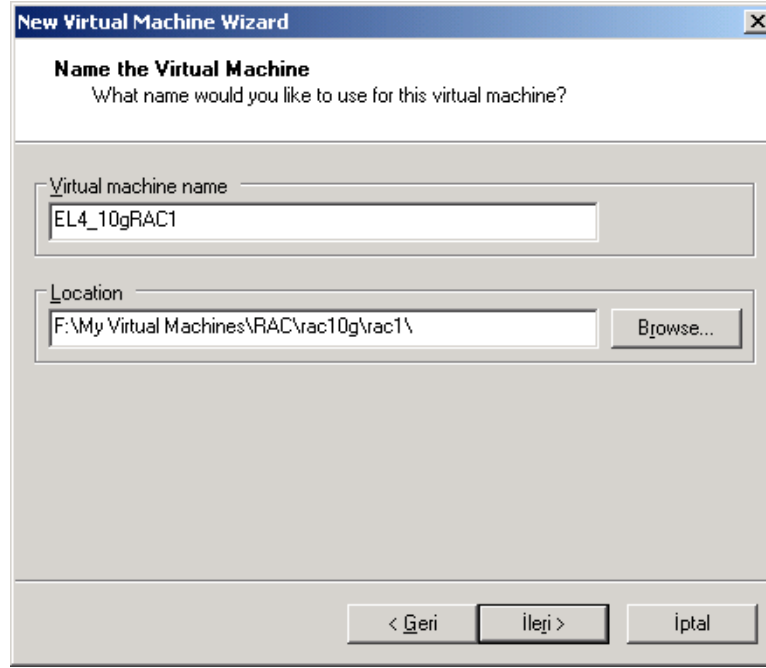 New Virtual Machine Wizard
Name the Virtual Machine
What name would you like to use for this virtual machine?
Virtual machine name
EL4_10gRAC1
Location
F:\My Virtual Machines\RAC\rac10g\rac1\
Browse...
< Geri
İleri >
İptal